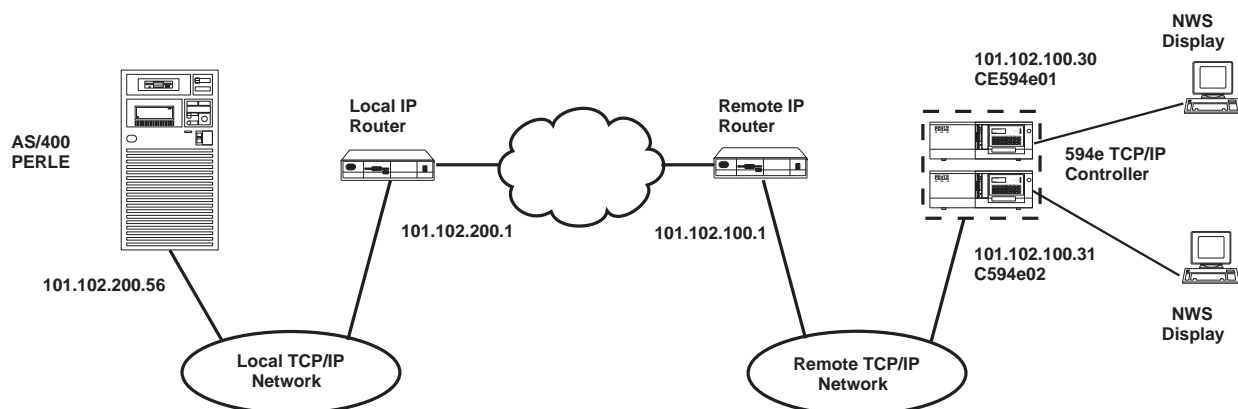 NWS
Display
101.102.100.30
CE594e01
Local IP
Router
Remote IP
Router
AS/400
PERLE
594e TCP/IP
Controller
PERLE
PERLE
101.102.200.1
101.102.100.1
101.102.100.31
C594e02
101.102.200.56
NWS
Display
Local TCP/IP
Network
Remote TCP/IP
Network